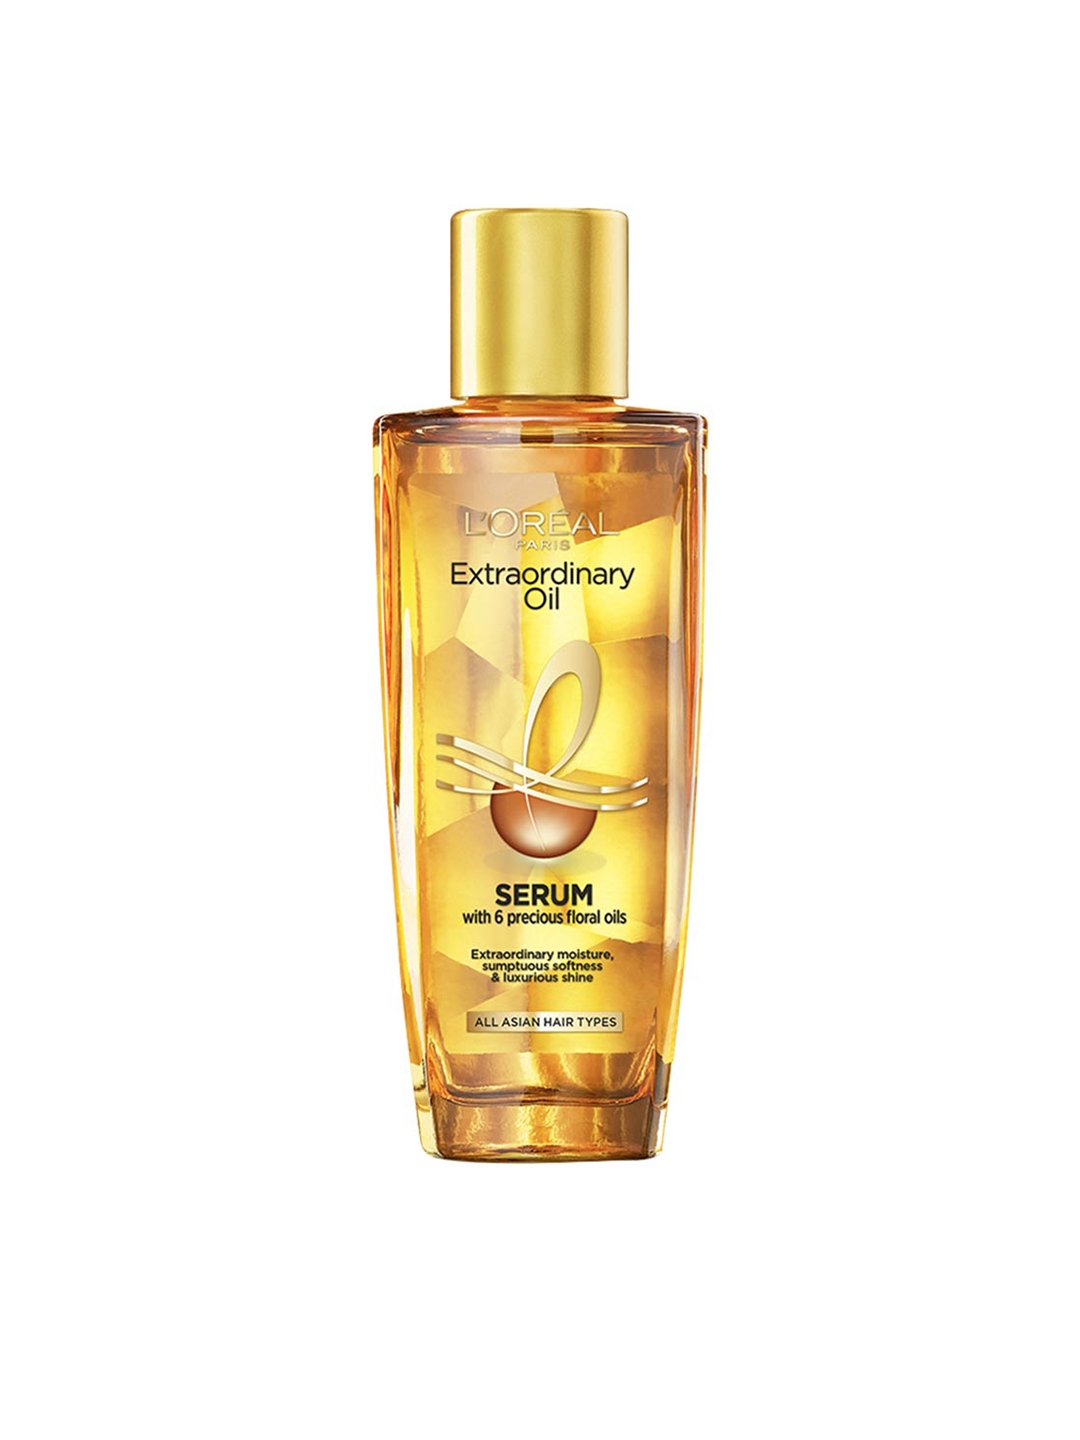 L'ORÉAL
PARIS
Extraordinary
Oil
SERUM
with 6 precious floral oils
Extraordinary moisture,
sumptuous softness
& luxurious shine
ALL ASIAN HAIR TYPES